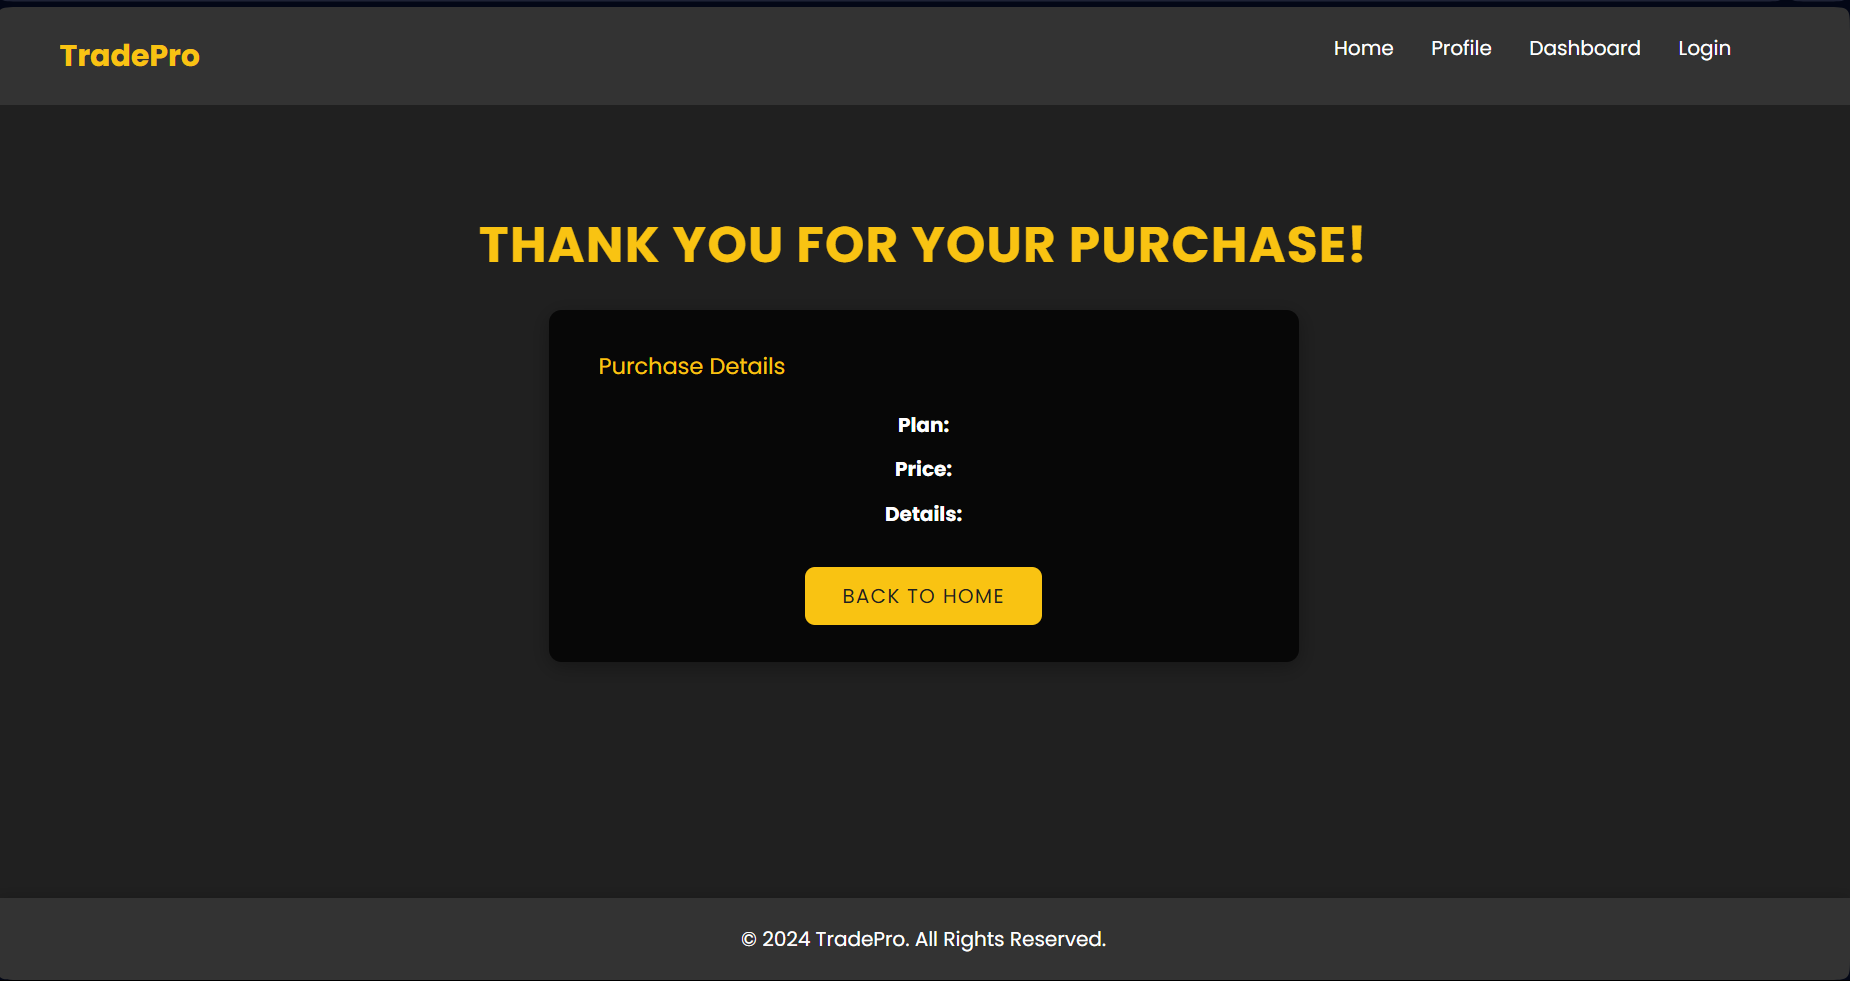 TradePro
Home Profile Dashboard Login
THANK YOU FOR YOUR PURCHASE!
Purchase Details
Plan:
Price:
Details:
BACK TO HOME
© 2024 TradePro. All Rights Reserved.